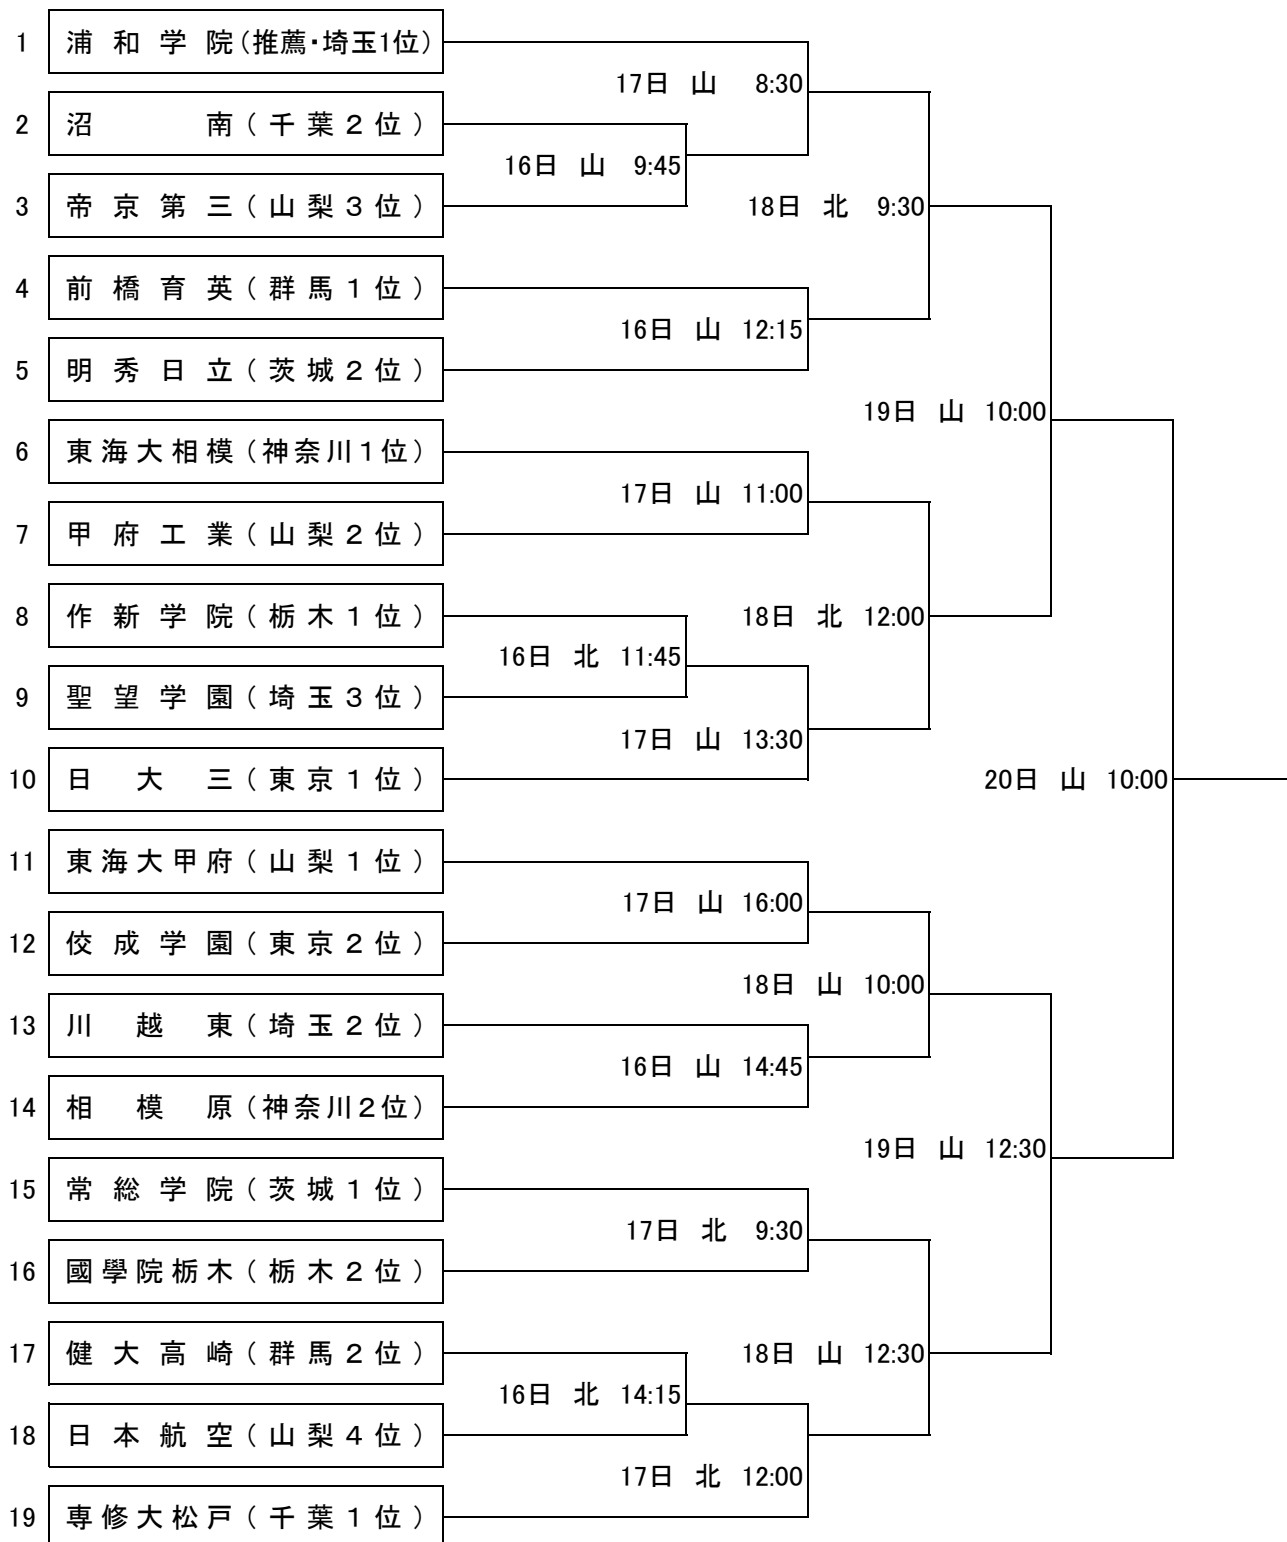 1 浦和学院(推薦・埼玉1位)
17日 山 8:30
2 沼南(千葉2位)
16日 山 9:45
3 帝京第三(山梨3位)
18日 北 9:30
4 前橋育英(群馬1位)
16日 山 12:15
5 明秀日立(茨城2位)
19日 山 10:00
6 東海大相模(神奈川1位)
17日 山 11:00
7 甲府工業(山梨2位)
8 作新学院(栃木1位)
18日 北 12:00
16日 北 11:45
9 聖望学園(埼玉3位)
17日 山 13:30
10 日大三(東京1位)
20日 山 10:00
11 東海大甲府(山梨1位)
17日 山 16:00
12 佼成学園(東京2位)
18日 山 10:00
13 川越東(埼玉2位)
16日 山 14:45
14 相模原(神奈川2位)
19日 山 12:30
15 常総学院(茨城1位)
17日 北 9:30
16 國學院栃木(栃木2位)
17 健大高崎(群馬2位)
18日 山 12:30
16日 北 14:15
18 日本航空(山梨4位)
17日 北 12:00
19 専修大松戸(千葉1位)